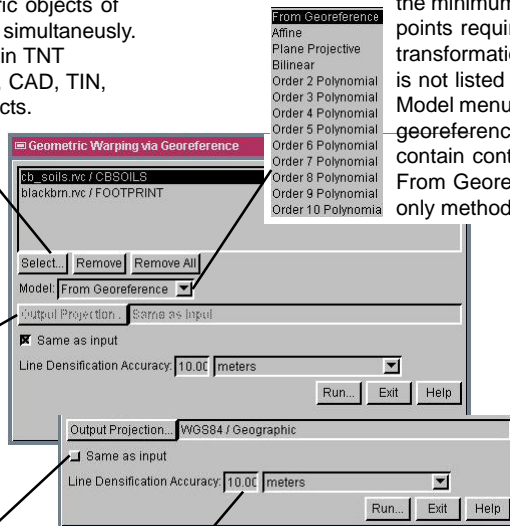 ric objects of
simultaneusly.
in TNT
, CAD, TIN,
cts.
From Georeference
Affine
Plane Projective
Bilinear
Order 2 Polynomial
Order 3 Polynomial
Order 4 Polynomial
Order 5 Polynomial
Order 6 Polynomial
Order 7 Polynomial
Order 8 Polynomial
Order 9 Polynomial
Order 10 Polynomia
the minimum
points requir
transformatio
is not listed
Model menu
georeferenc
contain cont
From Geore
only method
Geometric Warping via Georeference
cb_soils.rvc / CBSOILS
blackbrn.rvc / FOOTPRINT
Select... Remove Remove All
Model: From Georeference
Output Projection... Same as Input
Same as input
Line Densification Accuracy: 10.00 meters
Run... Exit Help
Output Projection... WGS84 / Geographic
Same as input
Line Densification Accuracy: 10.00 meters
Run... Exit Help